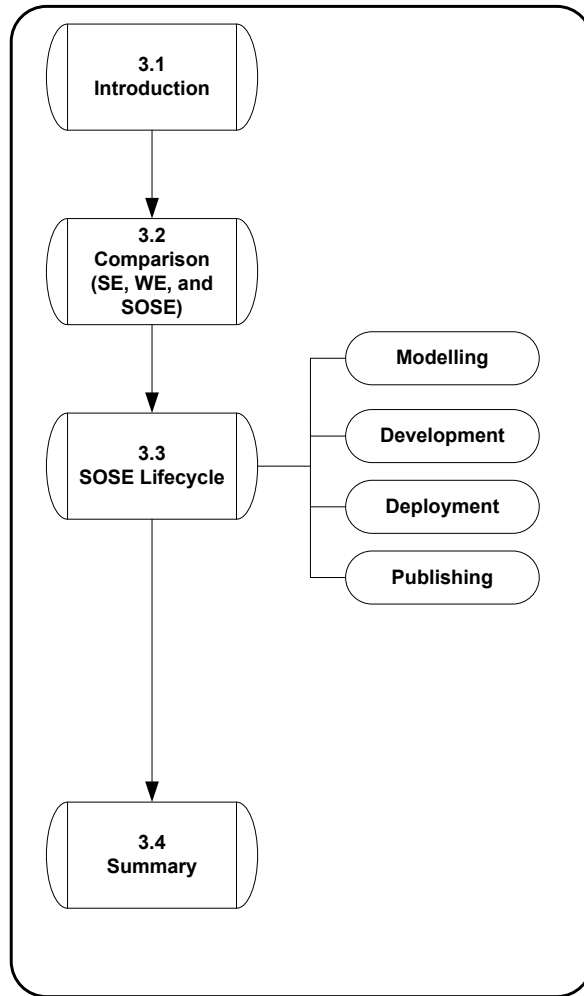 3.1
Introduction
3.2
Comparison
(SE, WE, and
SOSE)
3.3
SOSE Lifecycle
Modelling
Development
Deployment
Publishing
3.4
Summary